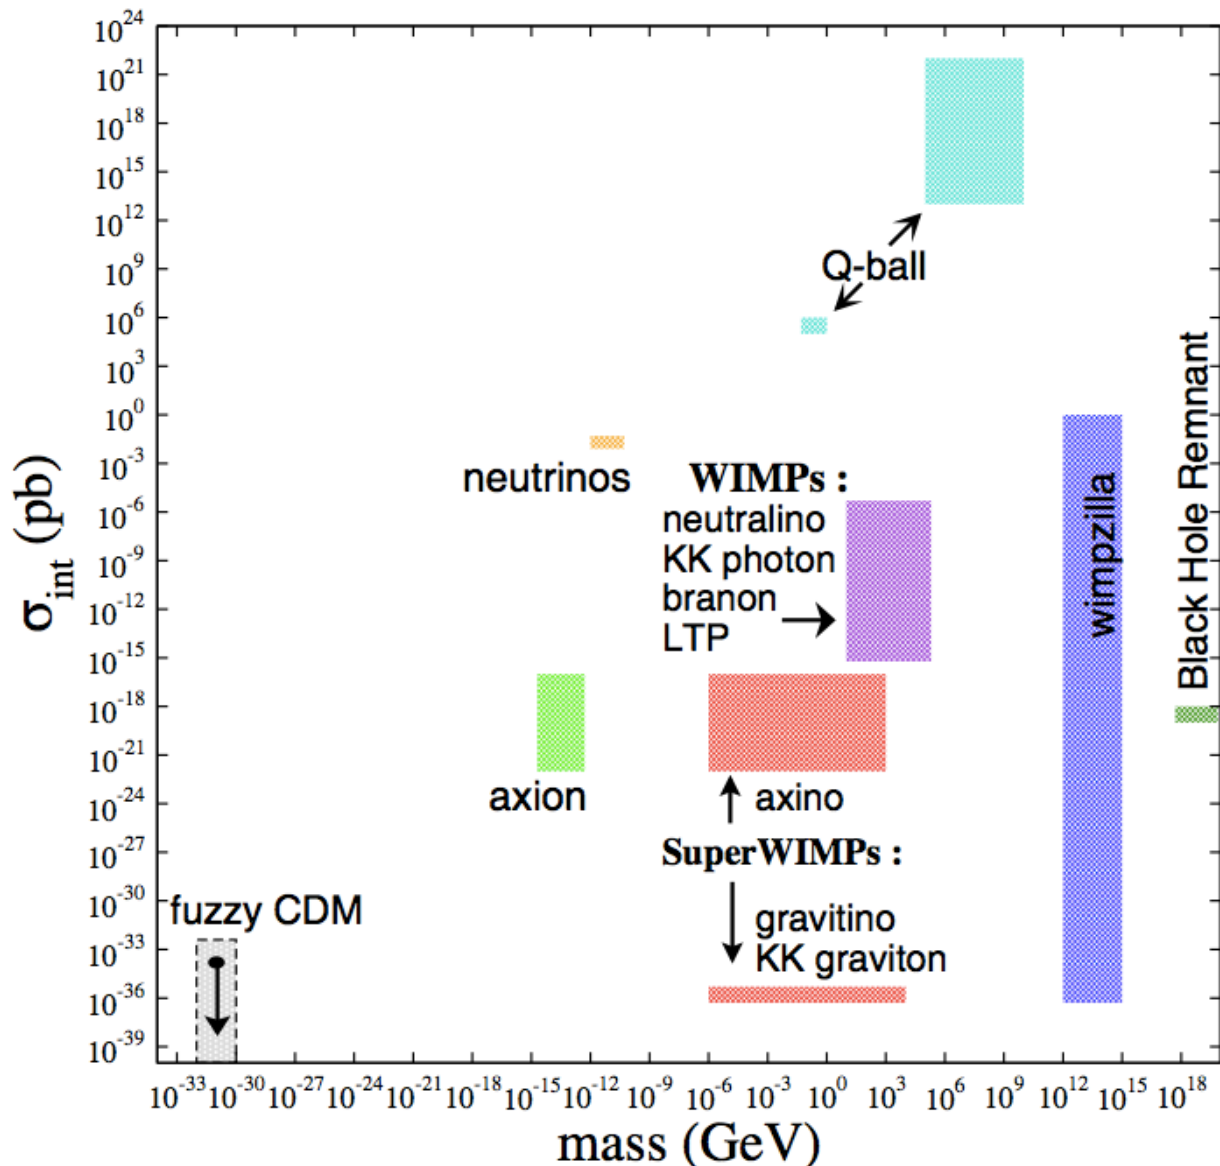 10^24
10^21
10^18
10^15
10^12
10^9
10^6
10^3
10^0
10^-3
10^-6
10^-9
10^-12
10^-15
10^-18
10^-21
10^-24
10^-27
10^-30
10^-33
10^-36
10^-39
σ_int (pb)
Q-ball
neutrinos
WIMPs :
neutralino
KK photon
branon
LTP
wimpzilla
Black Hole Remnant
axion
axino
SuperWIMPs :
gravitino
KK graviton
fuzzy CDM
10^-33 10^-30 10^-27 10^-24 10^-21 10^-18 10^-15 10^-12 10^-9 10^-6 10^-3 10^0 10^3 10^6 10^9 10^12 10^15 10^18
mass (GeV)